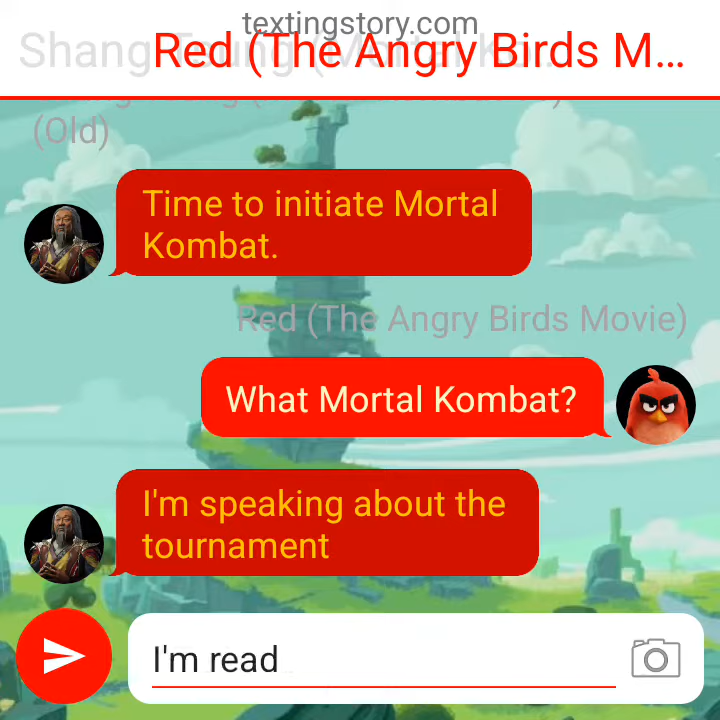 textingstory.com
Red (The Angry Birds M...
(Old)
Time to initiate Mortal
Kombat.
Red (The Angry Birds Movie)
What Mortal Kombat?
I'm speaking about the
tournament
I'm read